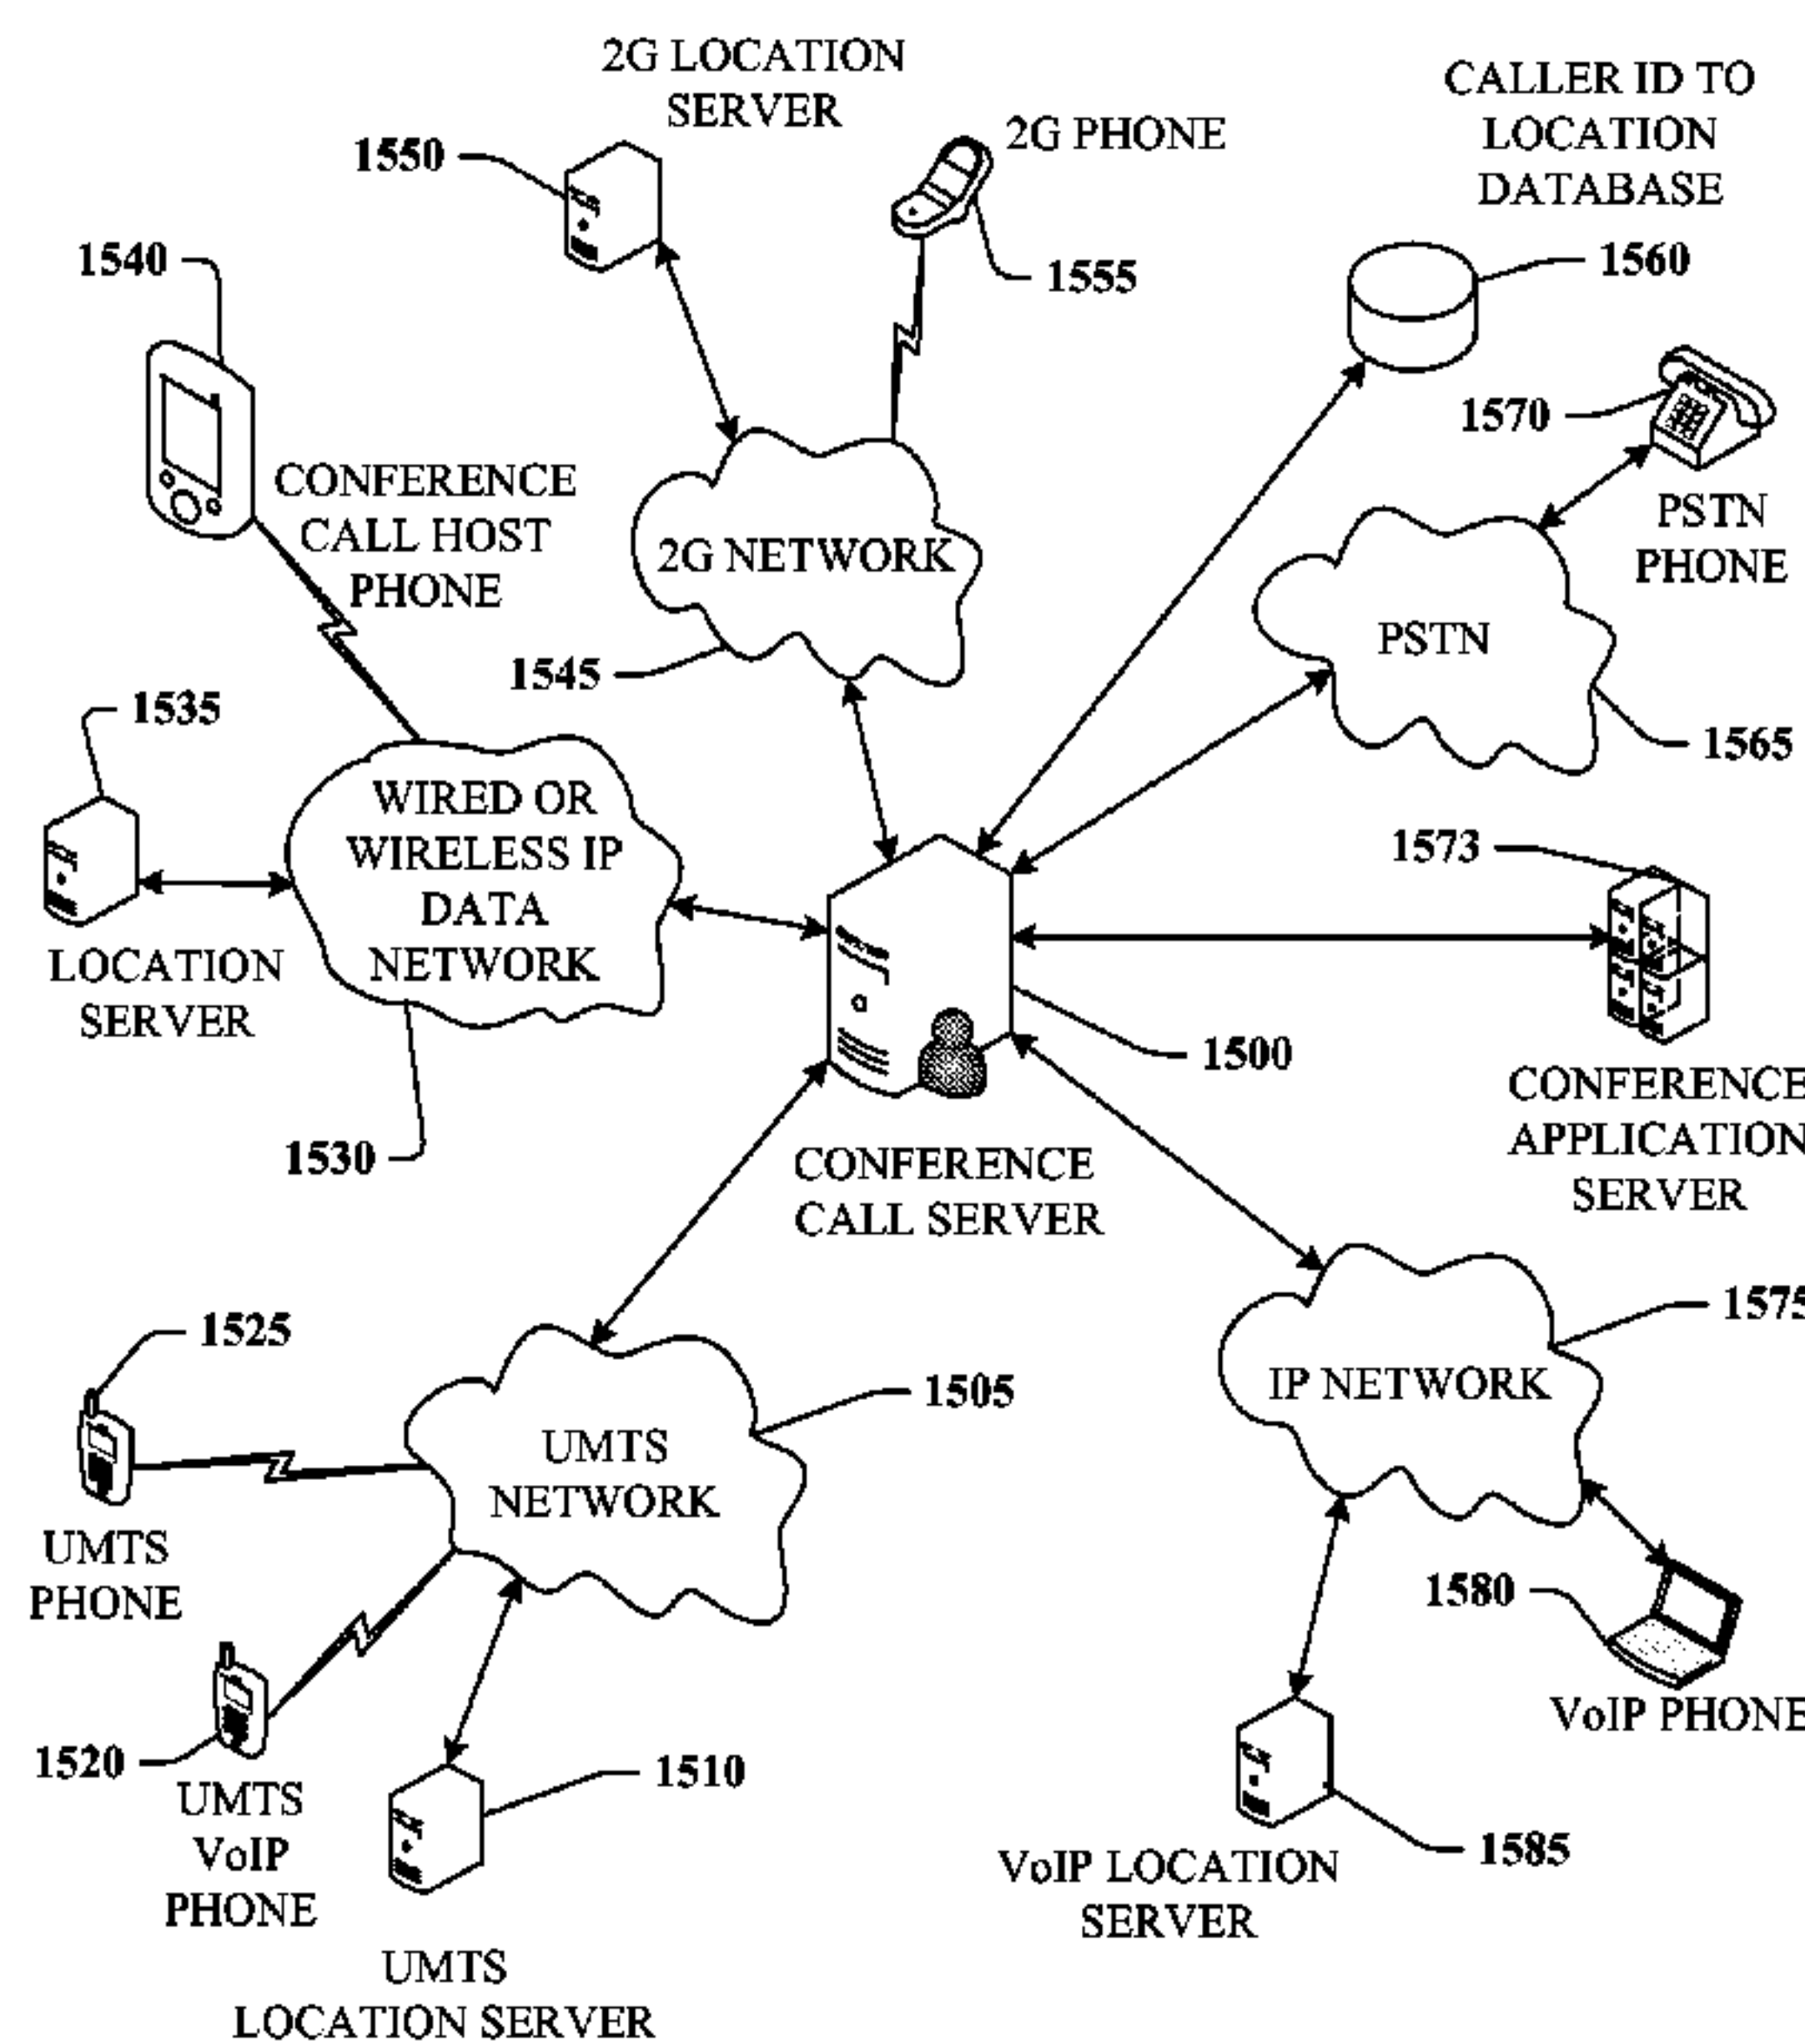 2G LOCATION
SERVER
1550
2G PHONE
1555
CALLER ID TO
LOCATION
DATABASE
1560
1540
CONFERENCE
CALL HOST
PHONE
2G NETWORK
1545
1570
PSTN
PHONE
PSTN
1565
1535
LOCATION
SERVER
WIRED OR
WIRELESS IP
DATA
NETWORK
1530
1573
CONFERENCE
APPLICATION
SERVER
1500
CONFERENCE
CALL SERVER
1525
UMTS
PHONE
1505
UMTS
NETWORK
1520
UMTS
VoIP
PHONE
1510
UMTS
LOCATION SERVER
1575
IP NETWORK
1580
VoIP PHONE
1585
VoIP LOCATION
SERVER